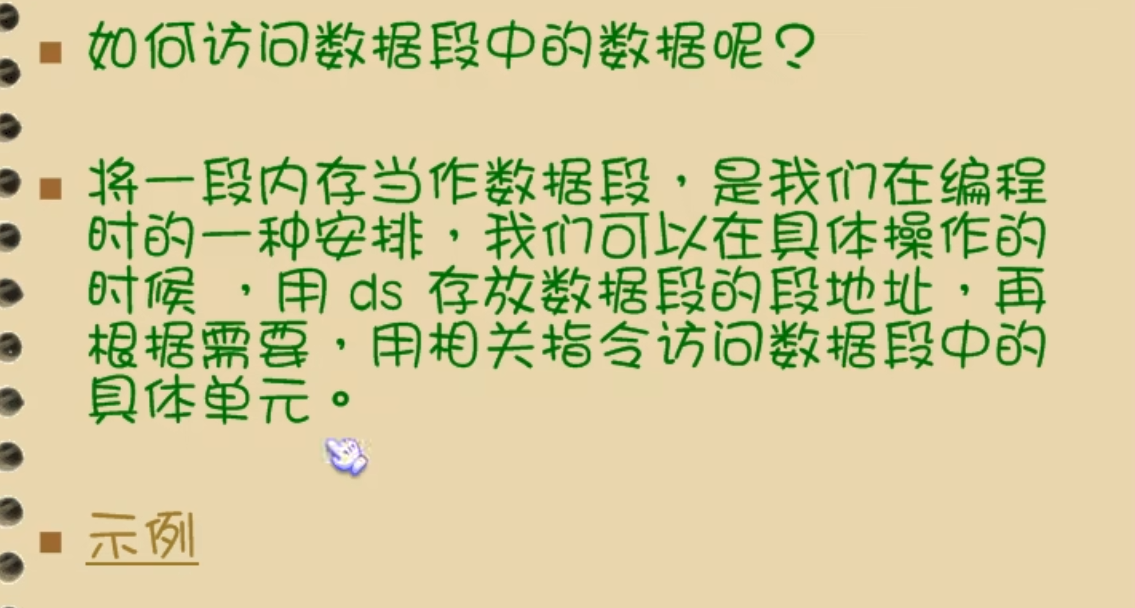 如何访问数据段中的数据呢？
将一段内存当作数据段，是我们在编程
时的一种安排，我们可以在具体操作的
时候 ，用 ds 存放数据段的段地址，再
根据需要，用相关指令访问数据段中的
具体单元。
示例